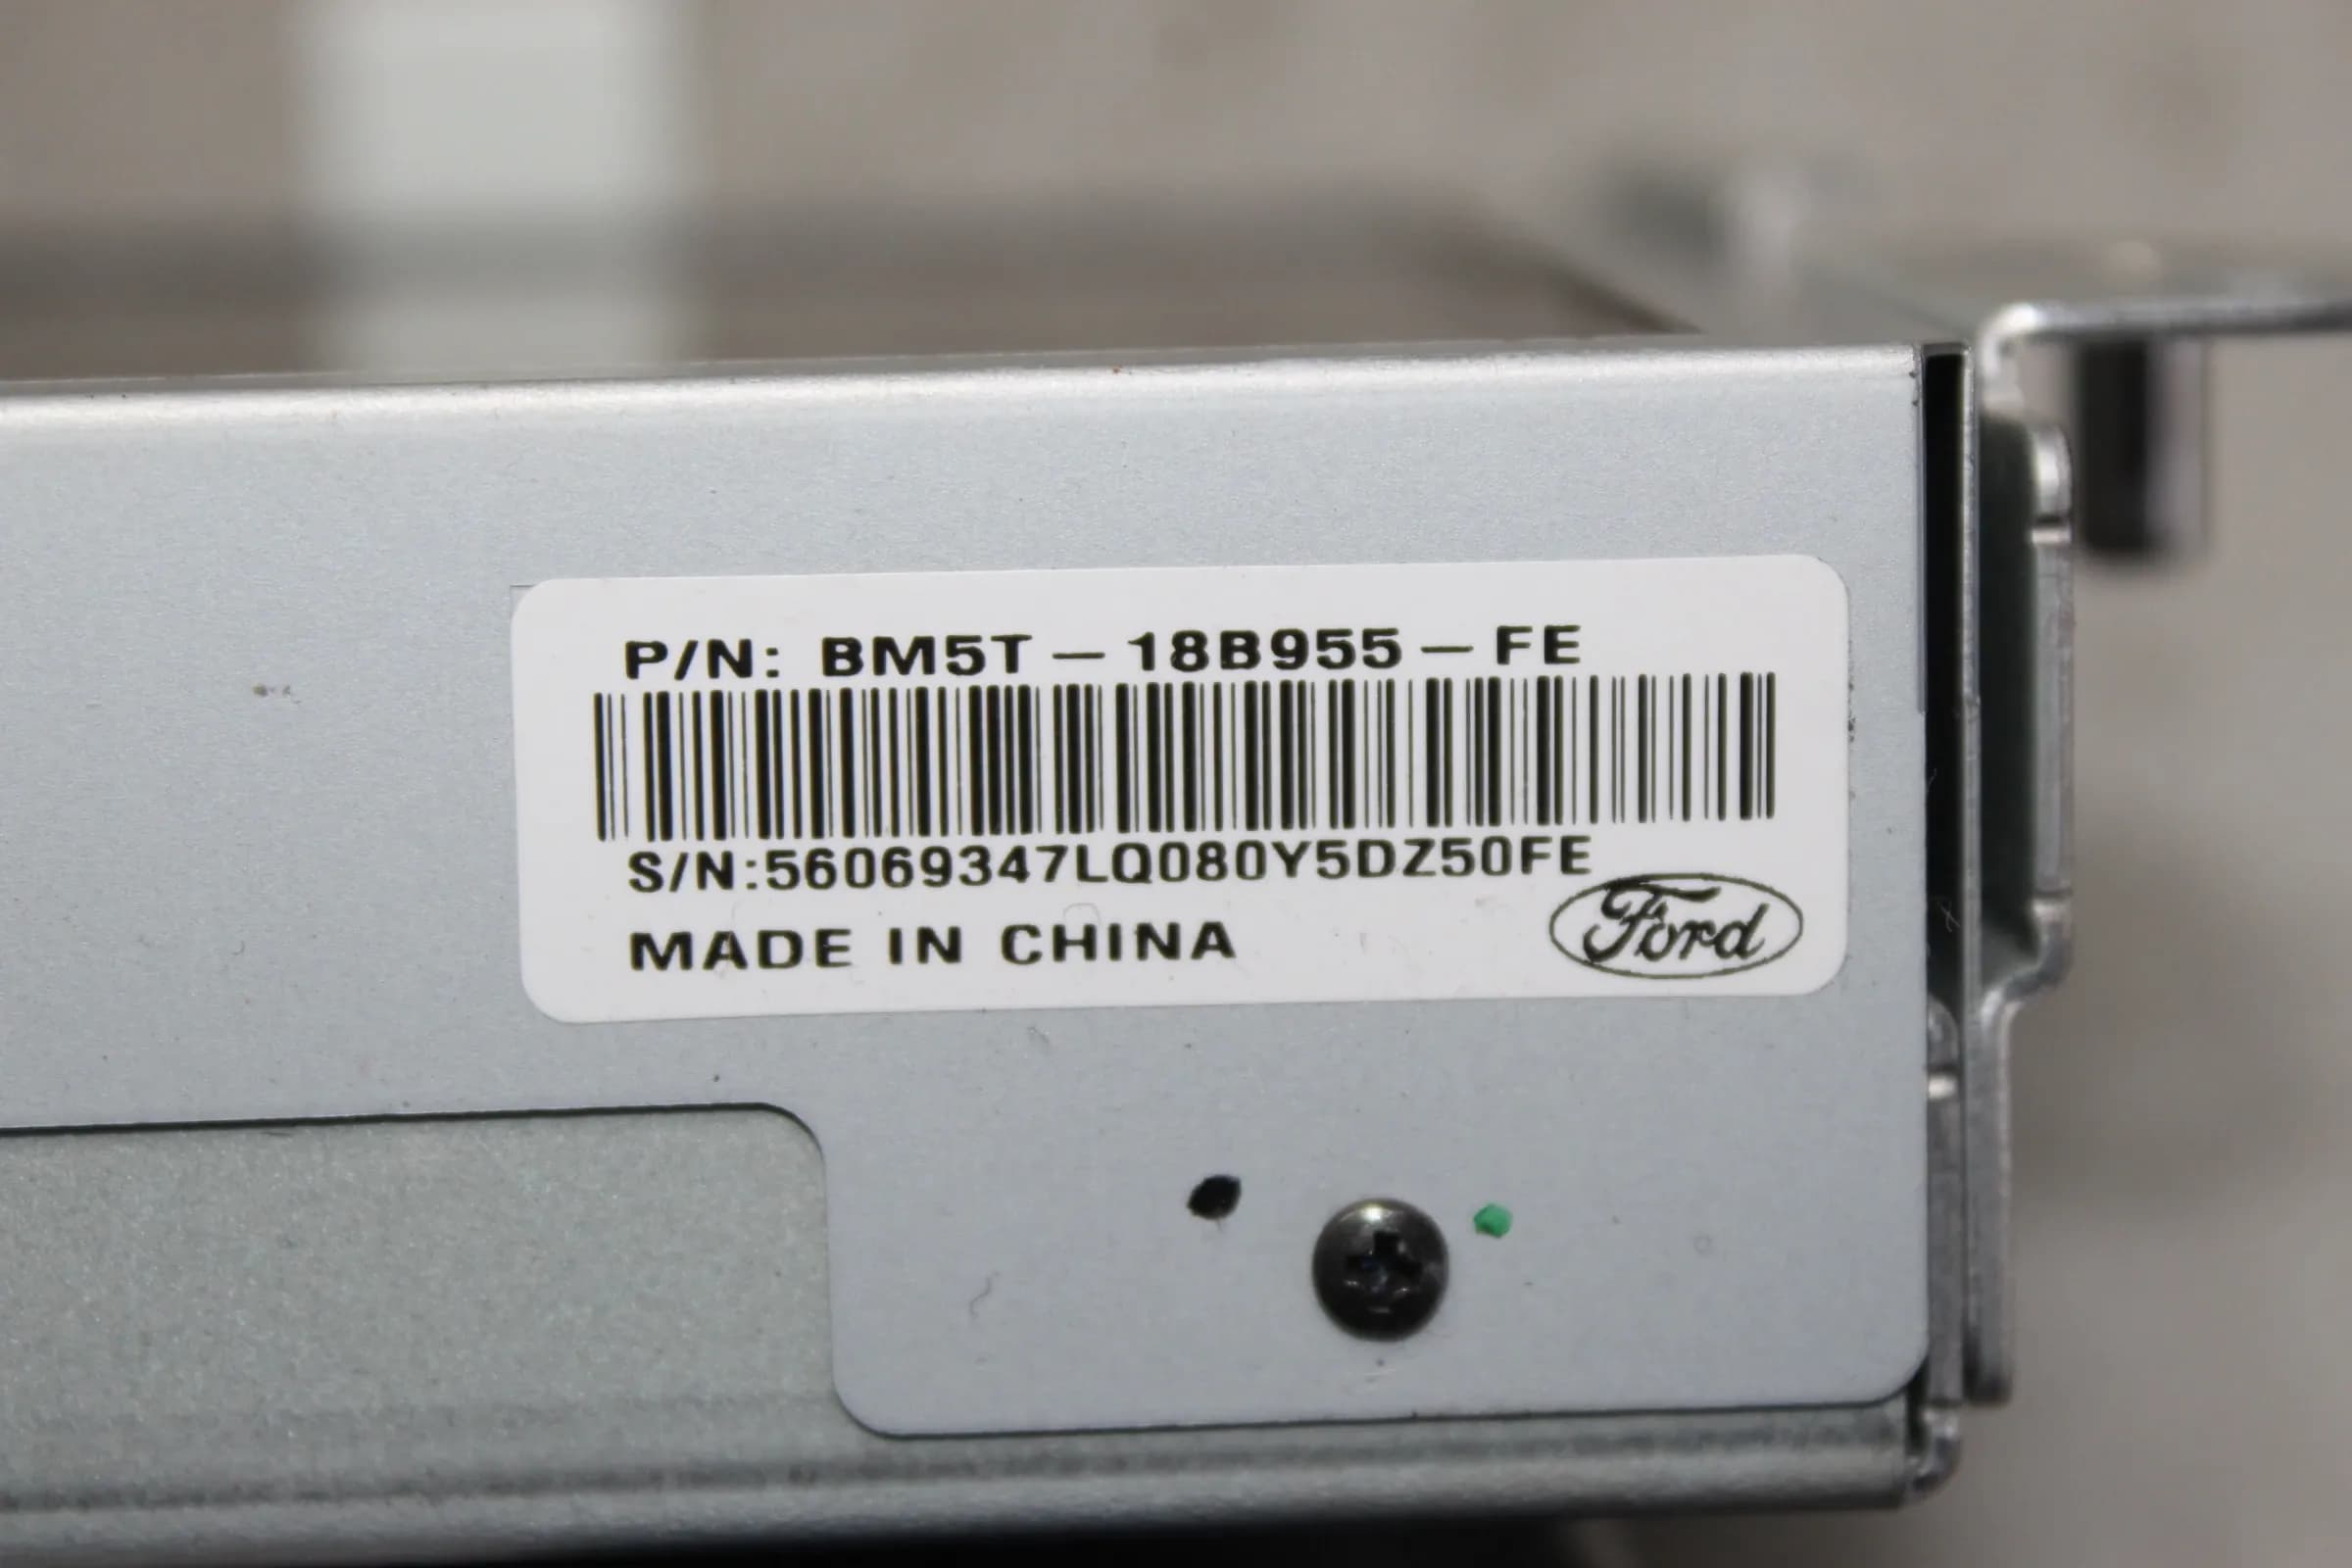 P/N: BM5T-18B955-FE
S/N:56069347LQ080Y5DZ50FE
MADE IN CHINA
Ford